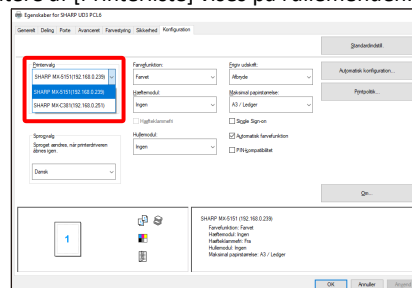 Egenskaber for SHARP UD3 PCL6
Generelt Deling Porte Avanceret Farvestyring Sikkerhed Konfiguration
Standardindstill.
Printervalg
SHARP MX-5151(192.168.0.239)
SHARP MX-5151(192.168.0.239)
SHARP MX-C381(192.168.0.251)
Farvefunktion:
Farvet
Frigiv udskrift:
Afbryde
Automatisk konfiguration...
Hæftemodul:
Ingen
Maksimal papirstørrelse:
A3 / Ledger
Printpolitik...
Hæfteklammefri
Single Sign-on
Sprogvalg
Sproget ændres, når printerdriveren
åbnes igen.
Dansk
Hullemodul:
Ingen
Automatisk farvefunktion
PIN-kompatibilitet
Om...
1
SHARP MX-5151 (192.168.0.239)
Farvefunktion: Farvet
Hæftemodul: Ingen
Hæfteklammefri: Fra
Hullemodul: Ingen
Maksimal papirstørrelse: A3 / Ledger
OK Annuller Anvend